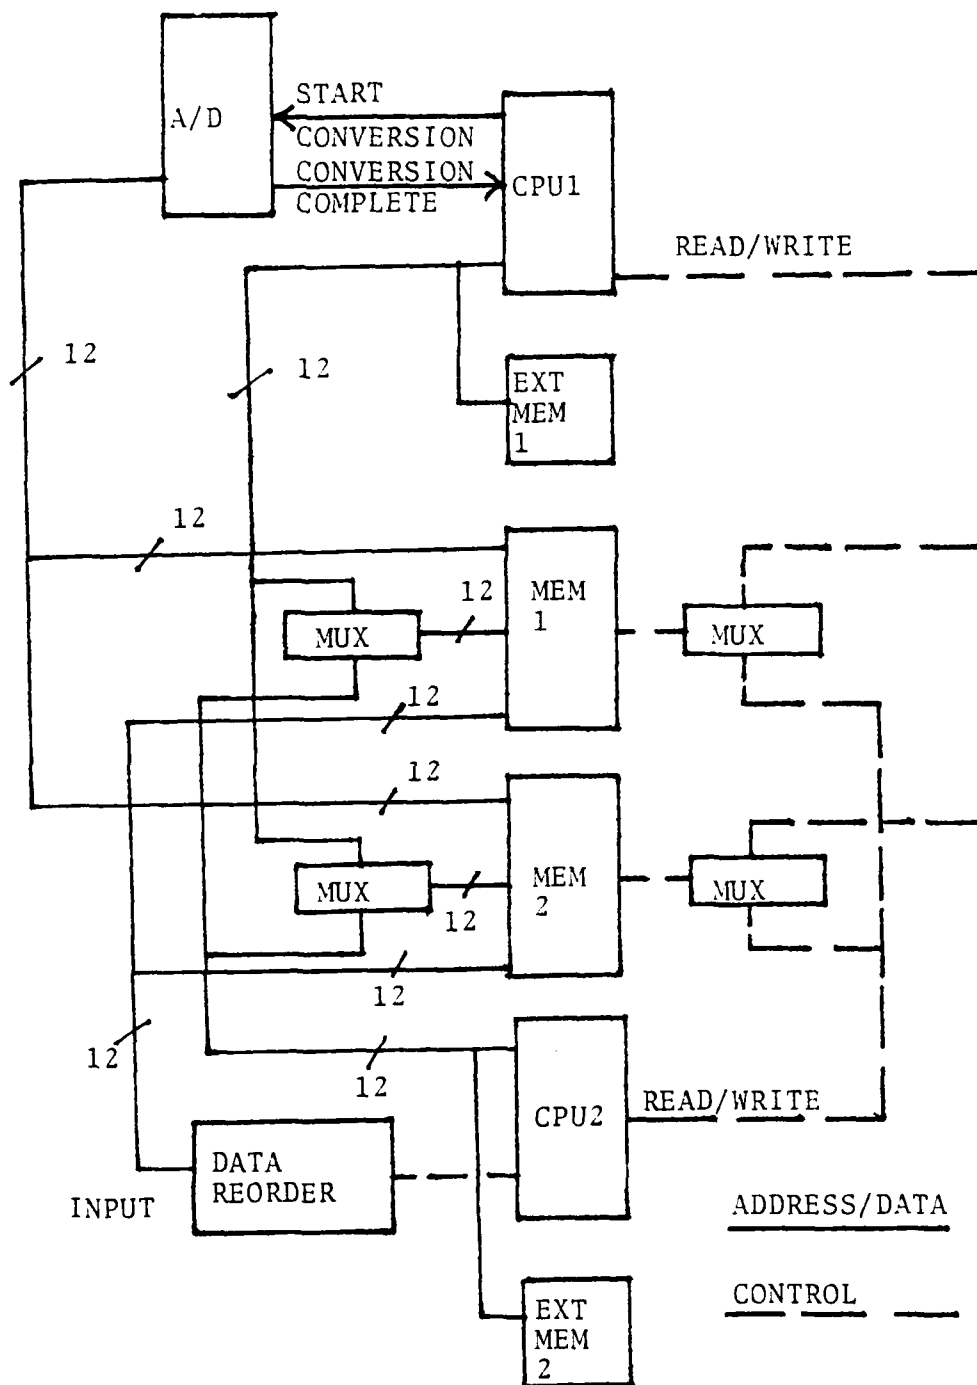 START
A/D
CONVERSION
CONVERSION
CPU1
COMPLETE
READ/WRITE
12
12
EXT
MEM
1
12
MEM
1
12
MUX
MUX
12
12
MEM
2
MUX
MUX
12
12
12
12
CPU2
READ/WRITE
DATA
REORDER
INPUT
ADDRESS/DATA
CONTROL
EXT
MEM
2